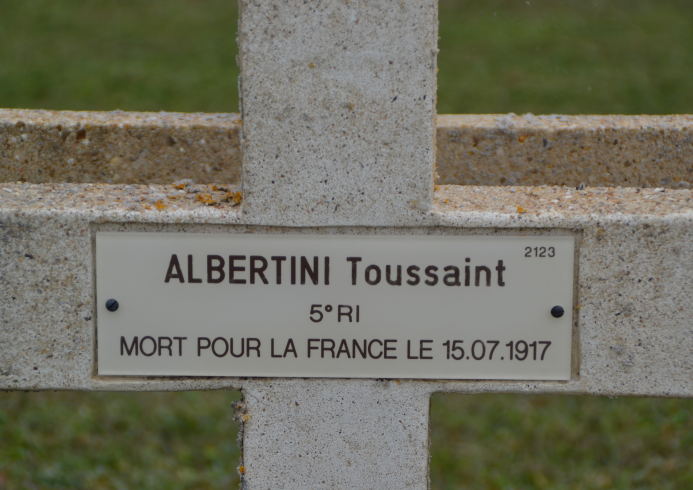 2123
ALBERTINI Toussaint
5° RI
MORT POUR LA FRANCE LE 15.07.1917